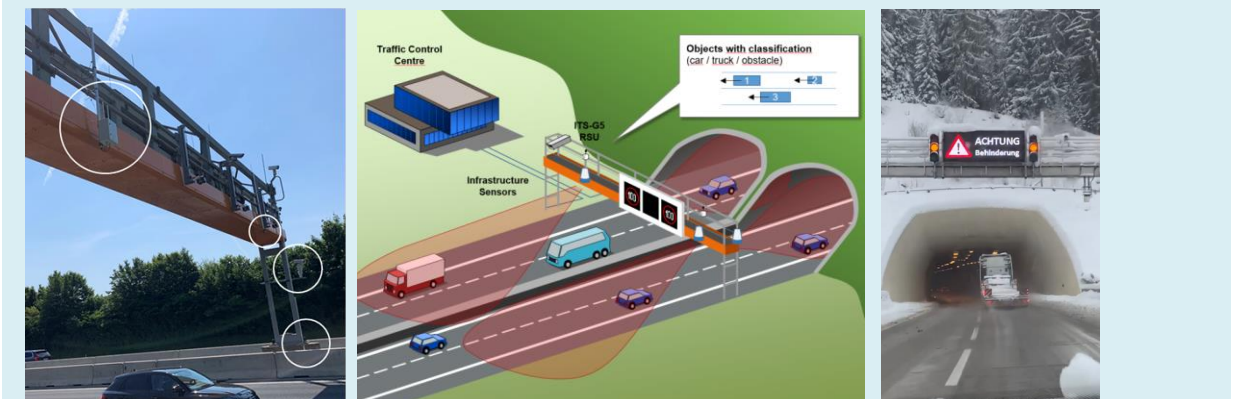 Traffic Control
Centre
Objects with classification
(car / truck / obstacle)
1
2
3
ITS-G5
RSU
Infrastructure
Sensors
100
100
ACHTUNG
Behinderung